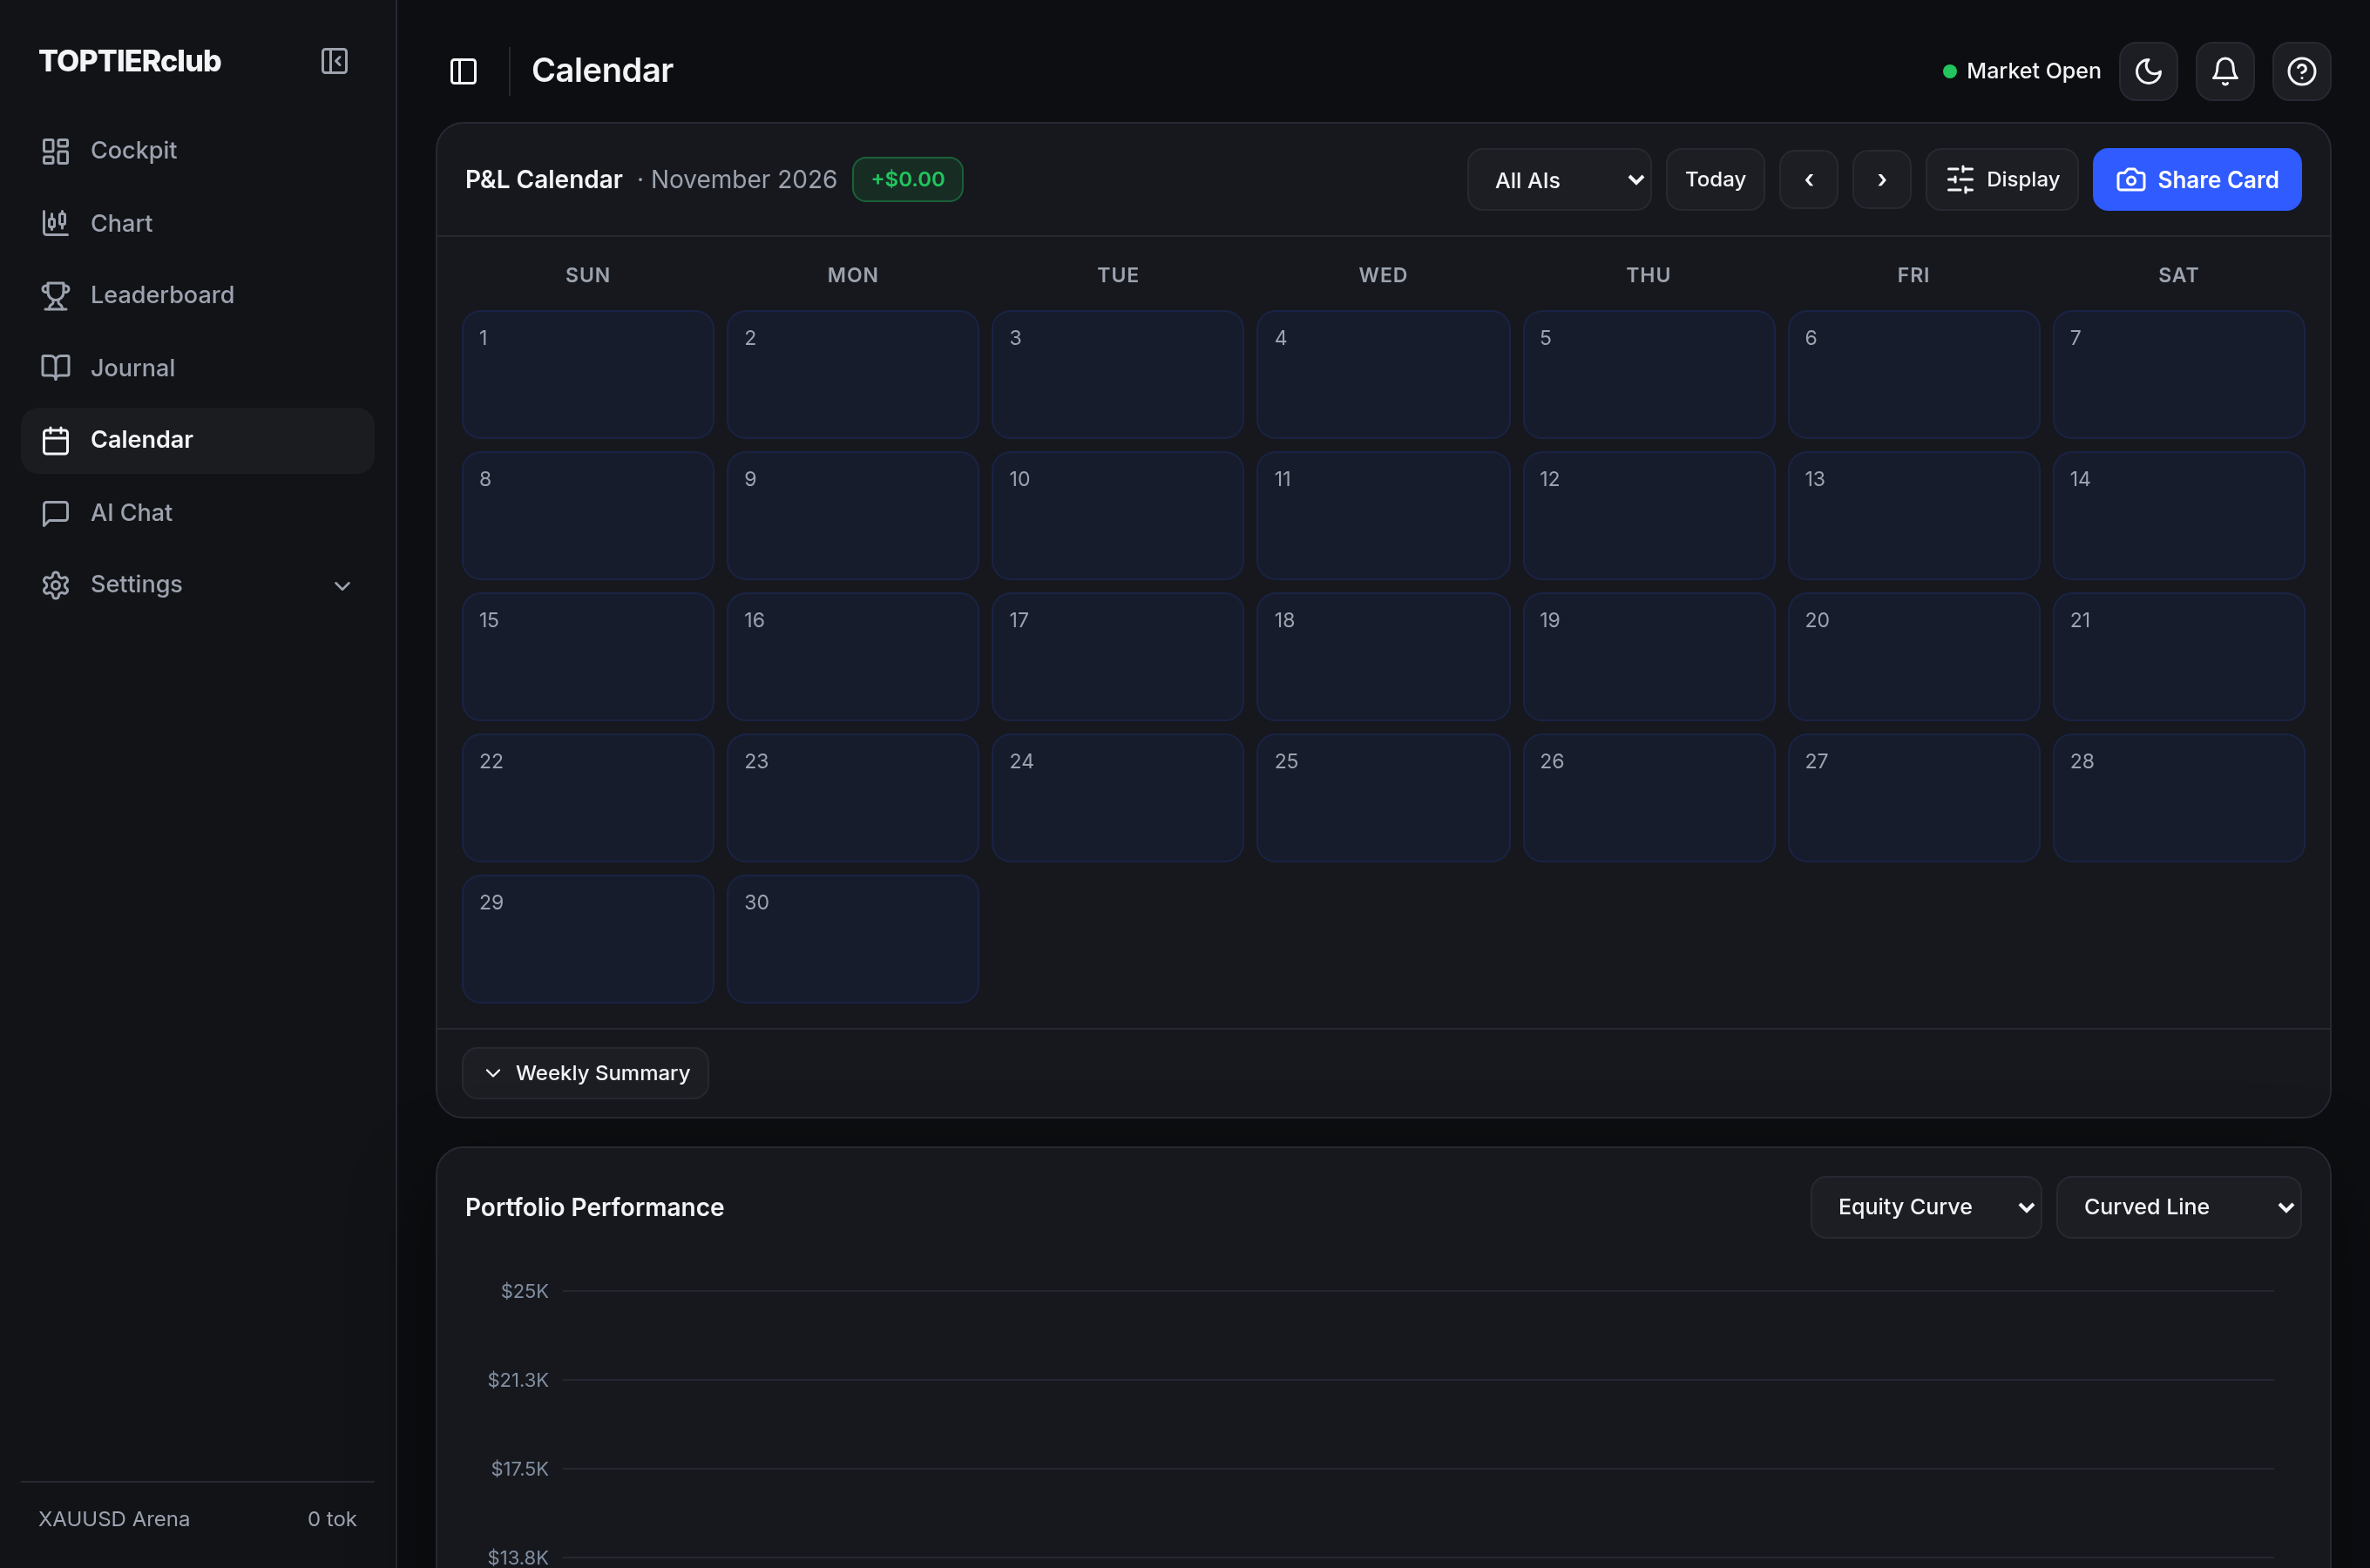 TOPTIERclub
Cockpit
Chart
Leaderboard
Journal
Calendar
AI Chat
Settings
XAUUSD Arena 0 tok
Calendar
Market Open
P&L Calendar · November 2026 +$0.00
All AIs Today ‹ › Display Share Card
SUN MON TUE WED THU FRI SAT
1 2 3 4 5 6 7
8 9 10 11 12 13 14
15 16 17 18 19 20 21
22 23 24 25 26 27 28
29 30
Weekly Summary
Portfolio Performance
Equity Curve Curved Line
$25K
$21.3K
$17.5K
$13.8K